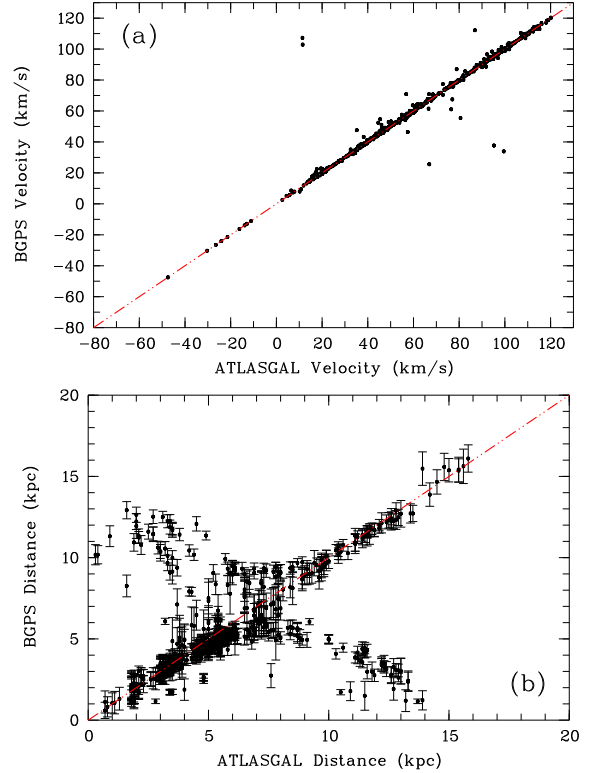 (a)
120
100
80
60
40
20
0
−20
−40
−60
−80
BGPS Velocity (km/s)
−80 −60 −40 −20 0 20 40 60 80 100 120
ATLASGAL Velocity (km/s)
20
15
10
5
0
BGPS Distance (kpc)
(b)
0 5 10 15 20
ATLASGAL Distance (kpc)